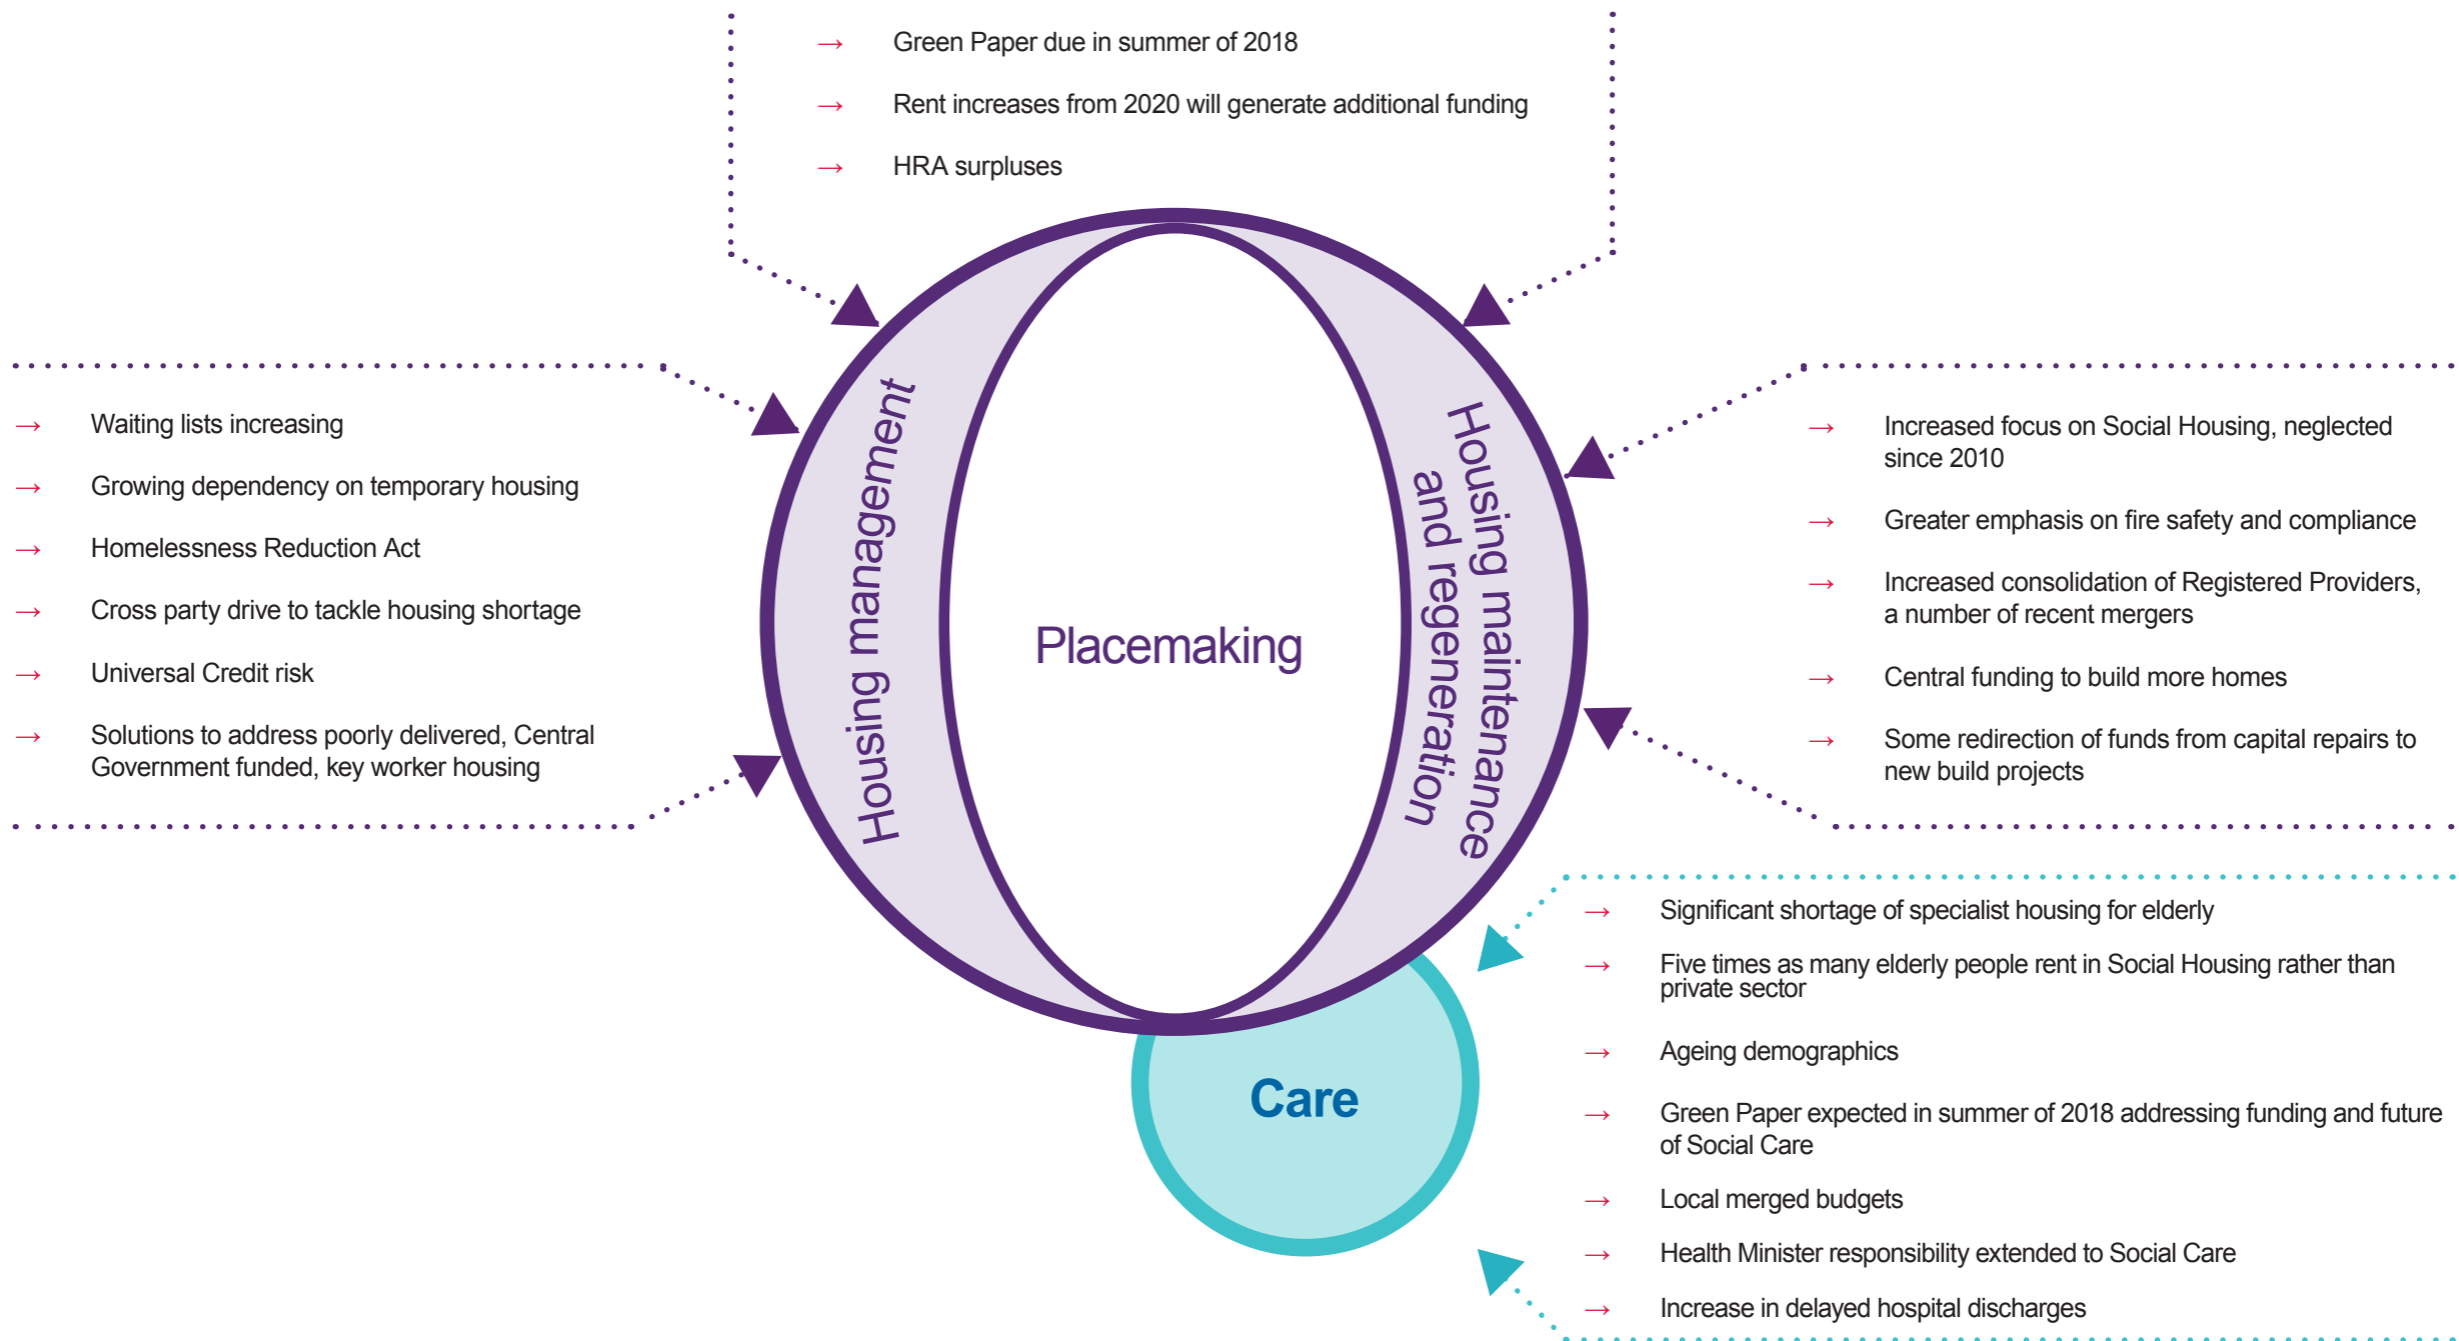 → Green Paper due in summer of 2018
→ Rent increases from 2020 will generate additional funding
→ HRA surpluses
→ Waiting lists increasing
→ Growing dependency on temporary housing
→ Homelessness Reduction Act
→ Cross party drive to tackle housing shortage
→ Universal Credit risk
→ Solutions to address poorly delivered, Central
Government funded, key worker housing
Housing management
Placemaking
Housing maintenance
and regeneration
→ Increased focus on Social Housing, neglected
since 2010
→ Greater emphasis on fire safety and compliance
→ Increased consolidation of Registered Providers,
a number of recent mergers
→ Central funding to build more homes
→ Some redirection of funds from capital repairs to
new build projects
Care
→ Significant shortage of specialist housing for elderly
→ Five times as many elderly people rent in Social Housing rather than
private sector
→ Ageing demographics
→ Green Paper expected in summer of 2018 addressing funding and future
of Social Care
→ Local merged budgets
→ Health Minister responsibility extended to Social Care
→ Increase in delayed hospital discharges